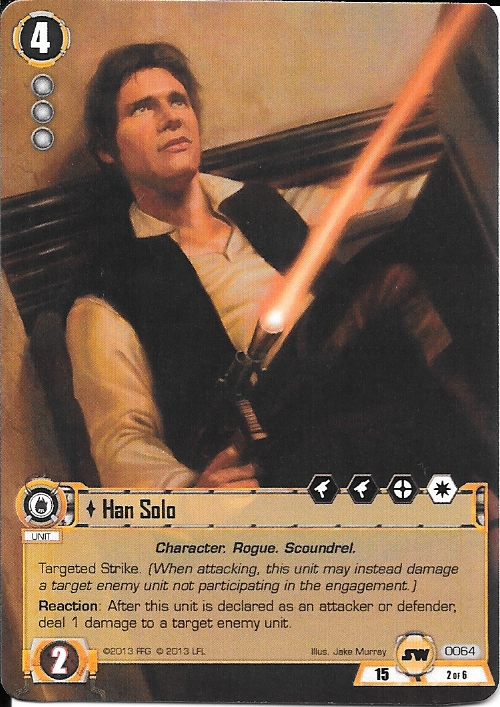 4
Han Solo
UNIT
Character. Rogue. Scoundrel.
Targeted Strike. (When attacking, this unit may instead damage
a target enemy unit not participating in the engagement.)
Reaction: After this unit is declared as an attacker or defender,
deal 1 damage to a target enemy unit.
2
©2013 FFG © 2013 LFL
Illus. Jake Murray
SW
0064
15
2 OF 6